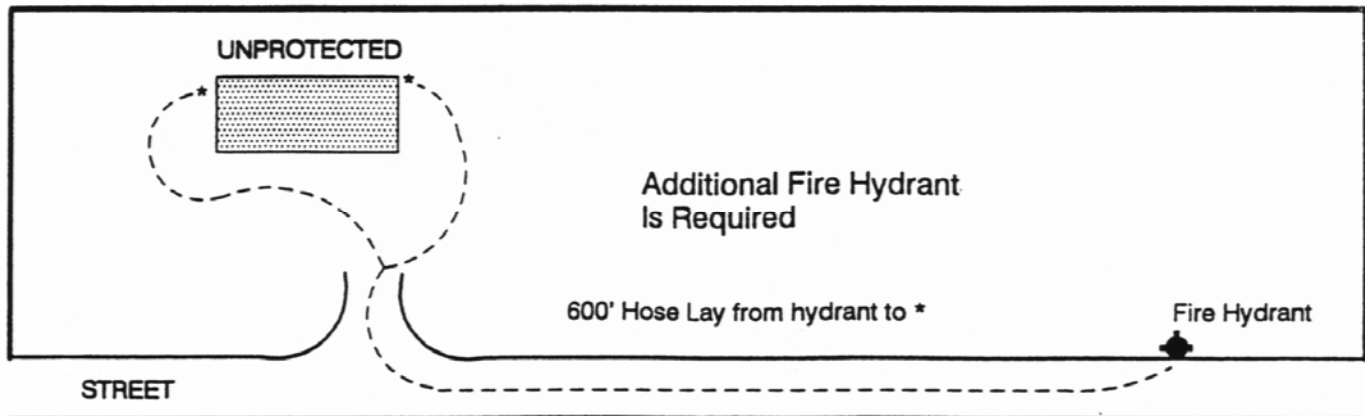 UNPROTECTED
*
*
Additional Fire Hydrant
Is Required
600' Hose Lay from hydrant to *
Fire Hydrant
STREET